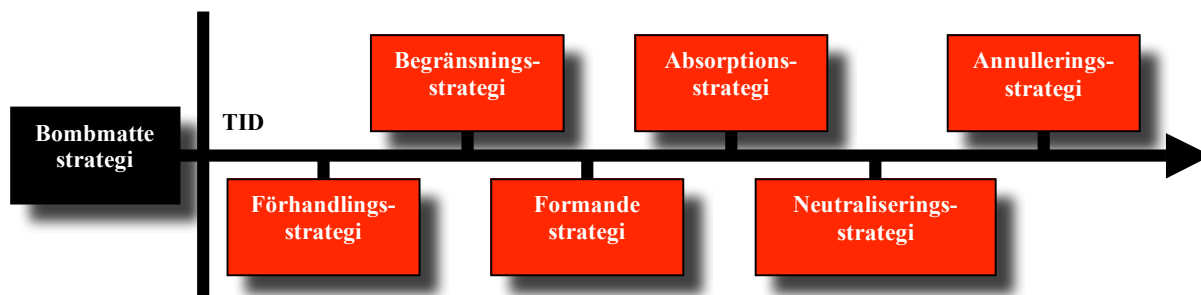 Bombmatte
strategi
TID
Förhandlings-
strategi
Begränsnings-
strategi
Formande
strategi
Absorptions-
strategi
Neutraliserings-
strategi
Annullerings-
strategi